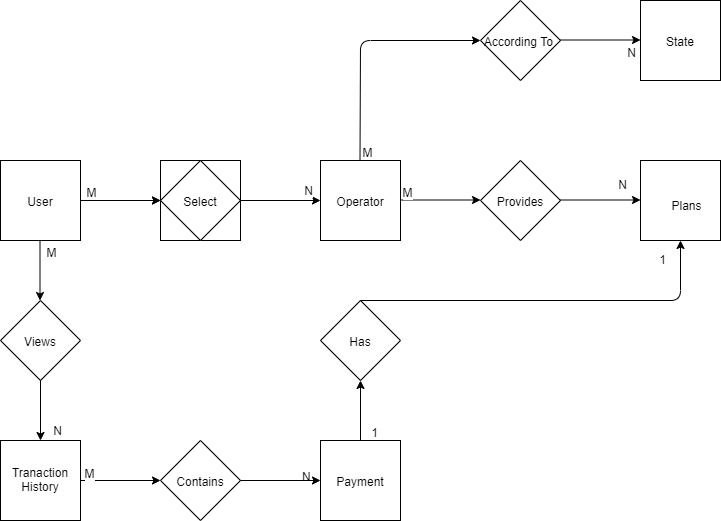 According To
State
N
M
User
M
Select
N
Operator
M
Provides
N
Plans
M
1
Views
Has
N
1
Tranaction
History
M
Contains
N
Payment